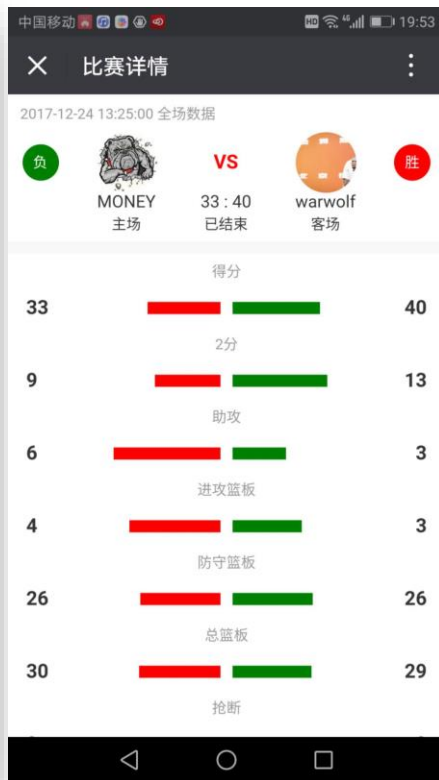 中国移动 HD 46 19:53
比赛详情
2017-12-24 13:25:00 全场数据
负 VS 胜
MONEY 33 : 40 warwolf
主场 已结束 客场
得分
33 40
2分
9 13
助攻
6 3
进攻篮板
4 3
防守篮板
26 26
总篮板
30 29
抢断